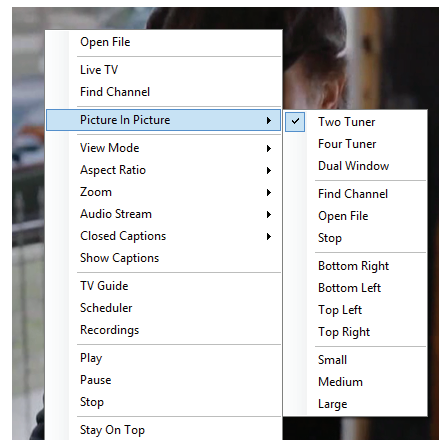 Open File
Live TV
Find Channel
Picture In Picture
View Mode
Aspect Ratio
Zoom
Audio Stream
Closed Captions
Show Captions
TV Guide
Scheduler
Recordings
Play
Pause
Stop
Stay On Top
Two Tuner
Four Tuner
Dual Window
Find Channel
Open File
Stop
Bottom Right
Bottom Left
Top Left
Top Right
Small
Medium
Large